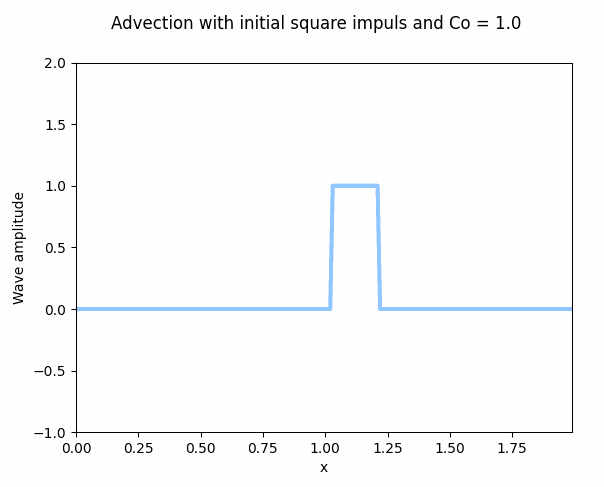 Advection with initial square impuls and Co = 1.0
2.0
1.5
1.0
0.5
0.0
−0.5
−1.0
Wave amplitude
0.00 0.25 0.50 0.75 1.00 1.25 1.50 1.75
x